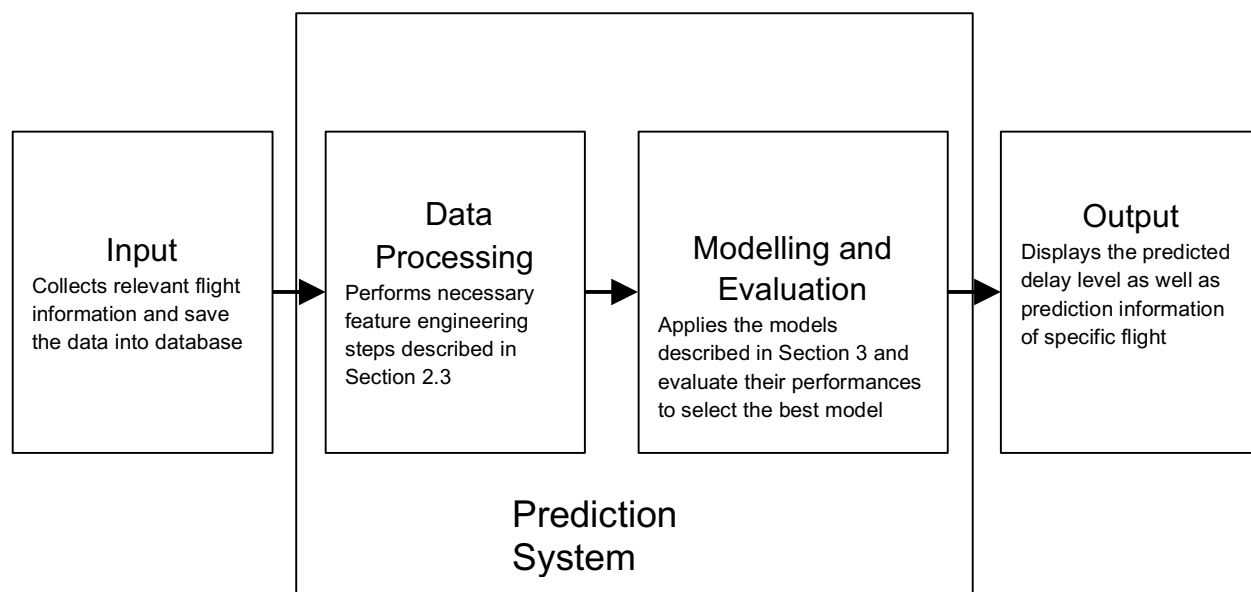 Input
Collects relevant flight
information and save
the data into database
Data
Processing
Performs necessary
feature engineering
steps described in
Section 2.3
Modelling and
Evaluation
Applies the models
described in Section 3 and
evaluate their performances
to select the best model
Output
Displays the predicted
delay level as well as
prediction information
of specific flight
Prediction
System